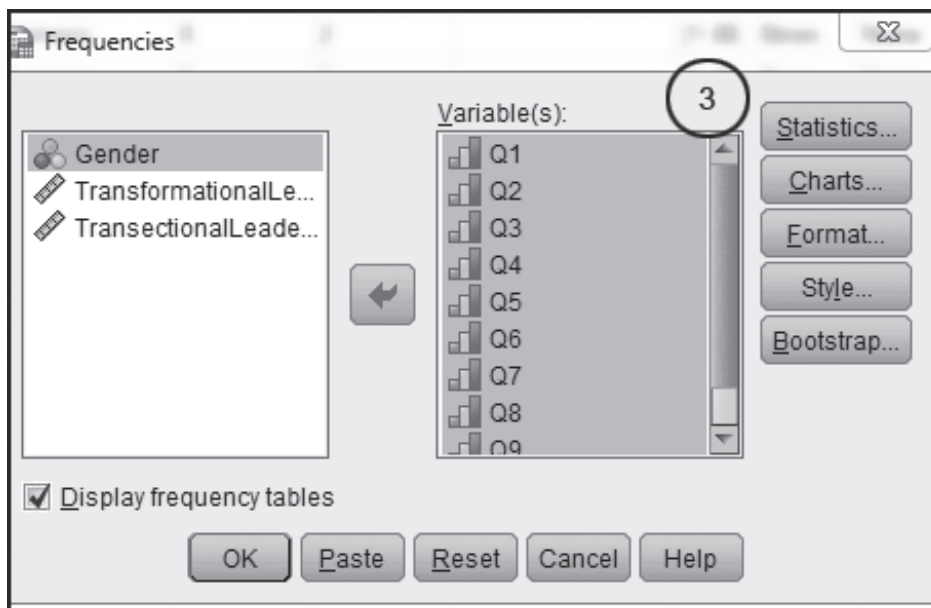 Frequencies
3
Variable(s):
Gender
TransformationalLe...
TransectionalLeade...
Q1
Q2
Q3
Q4
Q5
Q6
Q7
Q8
Q9
Statistics...
Charts...
Format...
Style...
Bootstrap...
Display frequency tables
OK
Paste
Reset
Cancel
Help